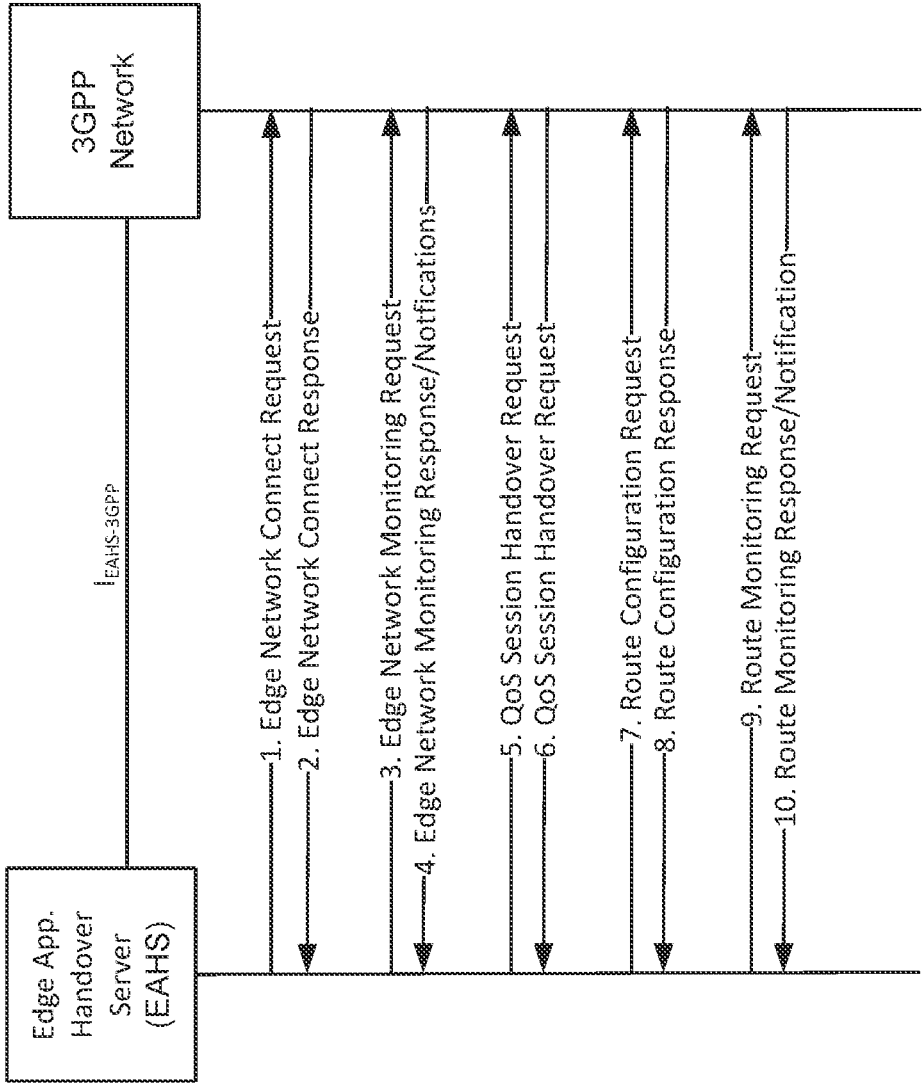 Edge App.
Handover
Server
(EAHS)
3GPP
Network
IEAHS-3GPP
1. Edge Network Connect Request
2. Edge Network Connect Response
3. Edge Network Monitoring Request
4. Edge Network Monitoring Response/Notfications
5. QoS Session Handover Request
6. QoS Session Handover Request
7. Route Configuration Request
8. Route Configuration Response
9. Route Monitoring Request
10. Route Monitoring Response/Notification